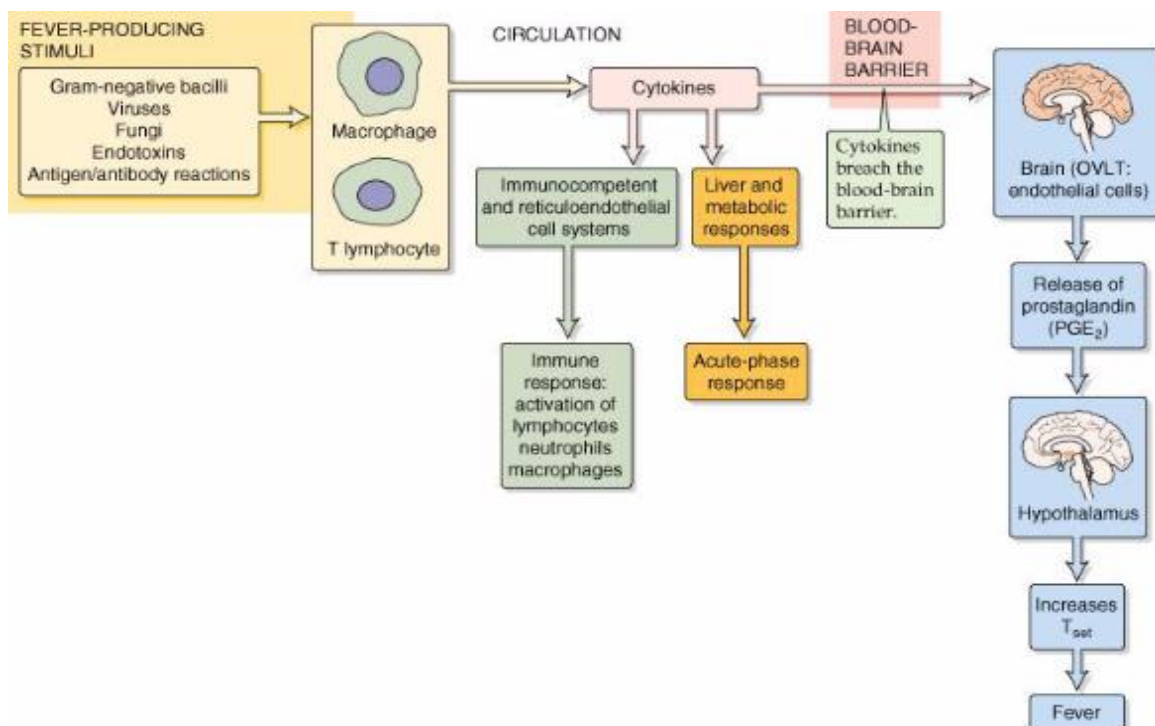 FEVER-PRODUCING
STIMULI
Gram-negative bacilli
Viruses
Fungi
Endotoxins
Antigen/antibody reactions
Macrophage
T lymphocyte
CIRCULATION
Cytokines
Immunocompetent
and reticuloendothelial
cell systems
Immune
response:
activation of
lymphocytes
neutrophils
macrophages
Liver and
metabolic
responses
Acute-phase
response
BLOOD-
BRAIN
BARRIER
Cytokines
breach the
blood-brain
barrier.
Brain (OVLT:
endothelial cells)
Release of
prostaglandin
(PGE₂)
Hypothalamus
Increases
Tset
Fever